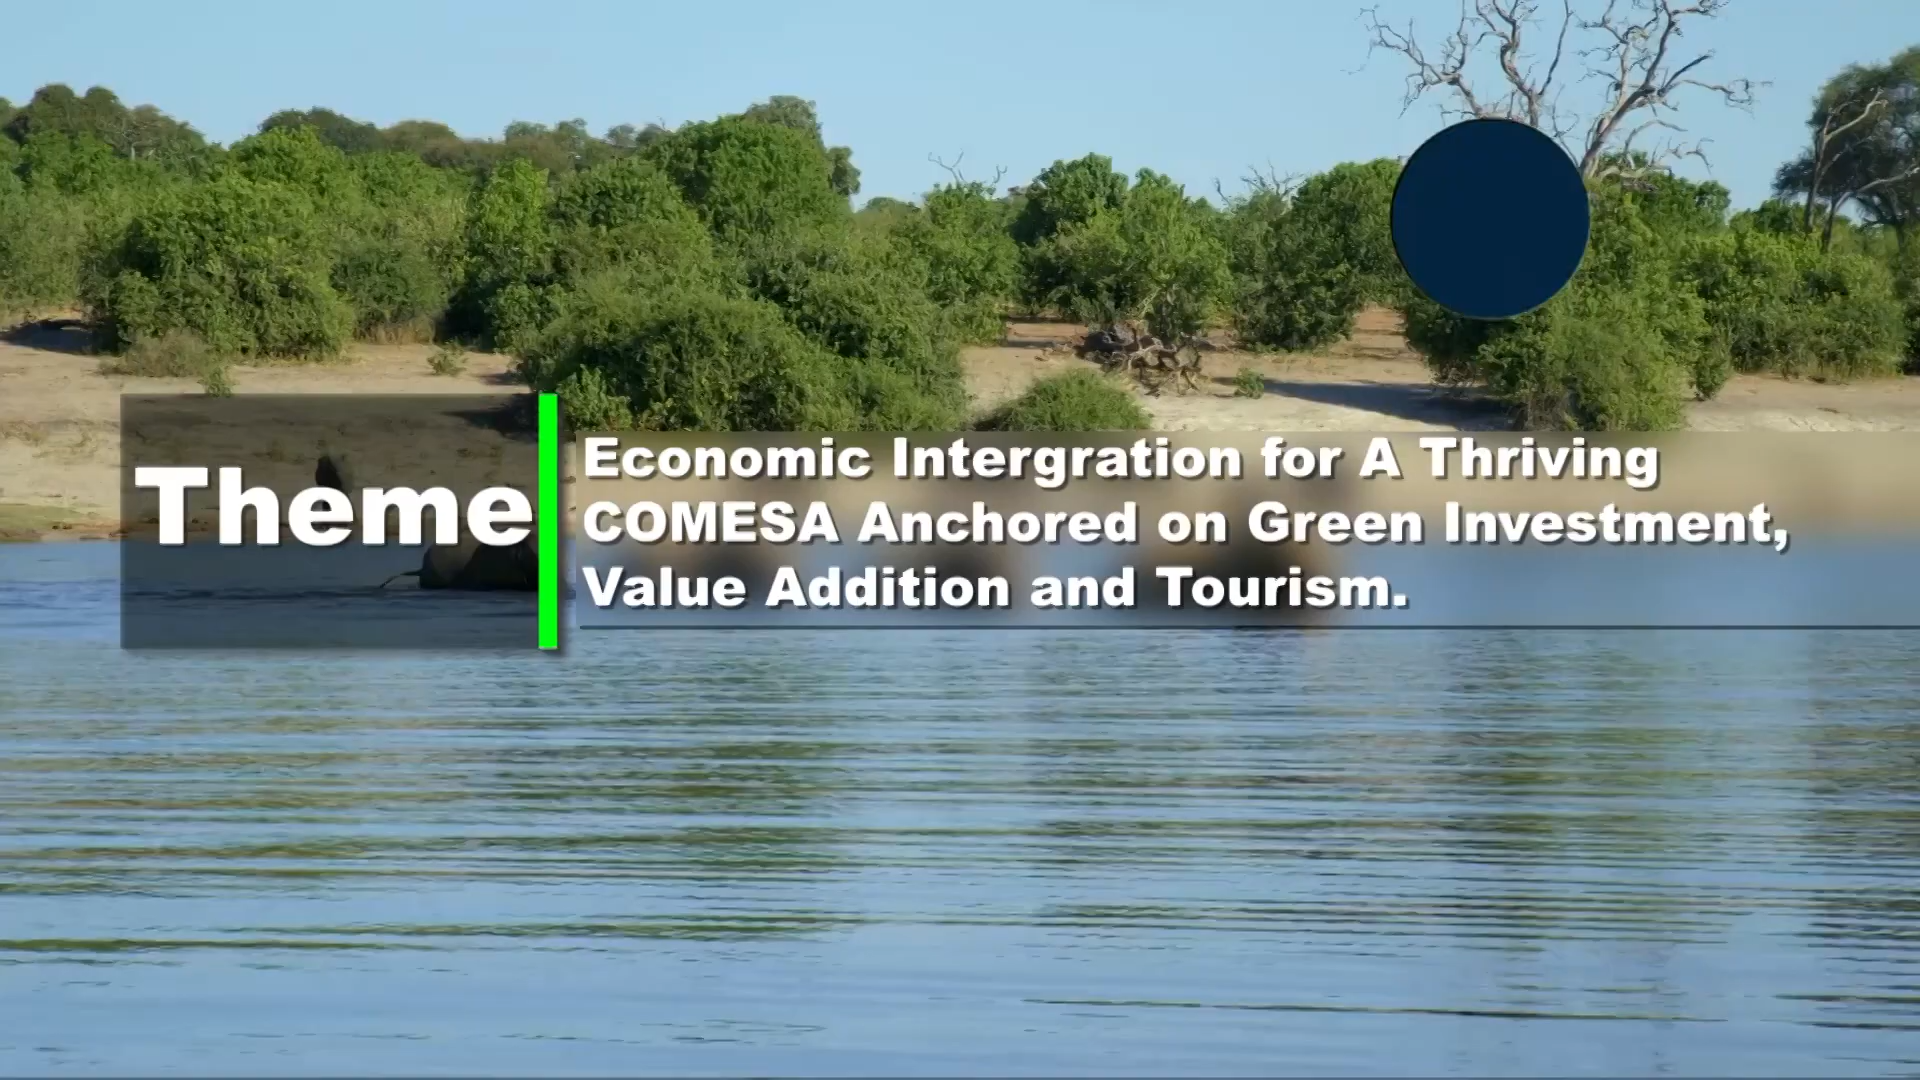 Theme
Economic Intergration for A Thriving
COMESA Anchored on Green Investment,
Value Addition and Tourism.